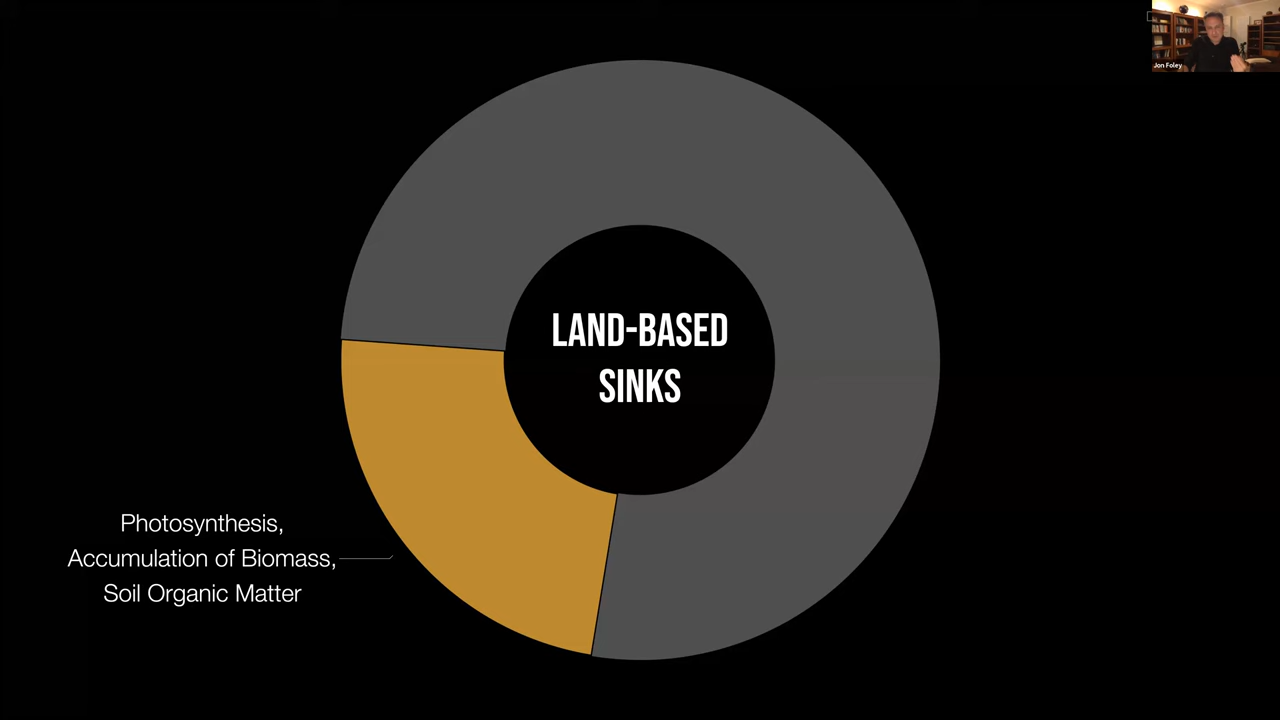 Jon Foley
LAND-BASED
SINKS
Photosynthesis,
Accumulation of Biomass,
Soil Organic Matter